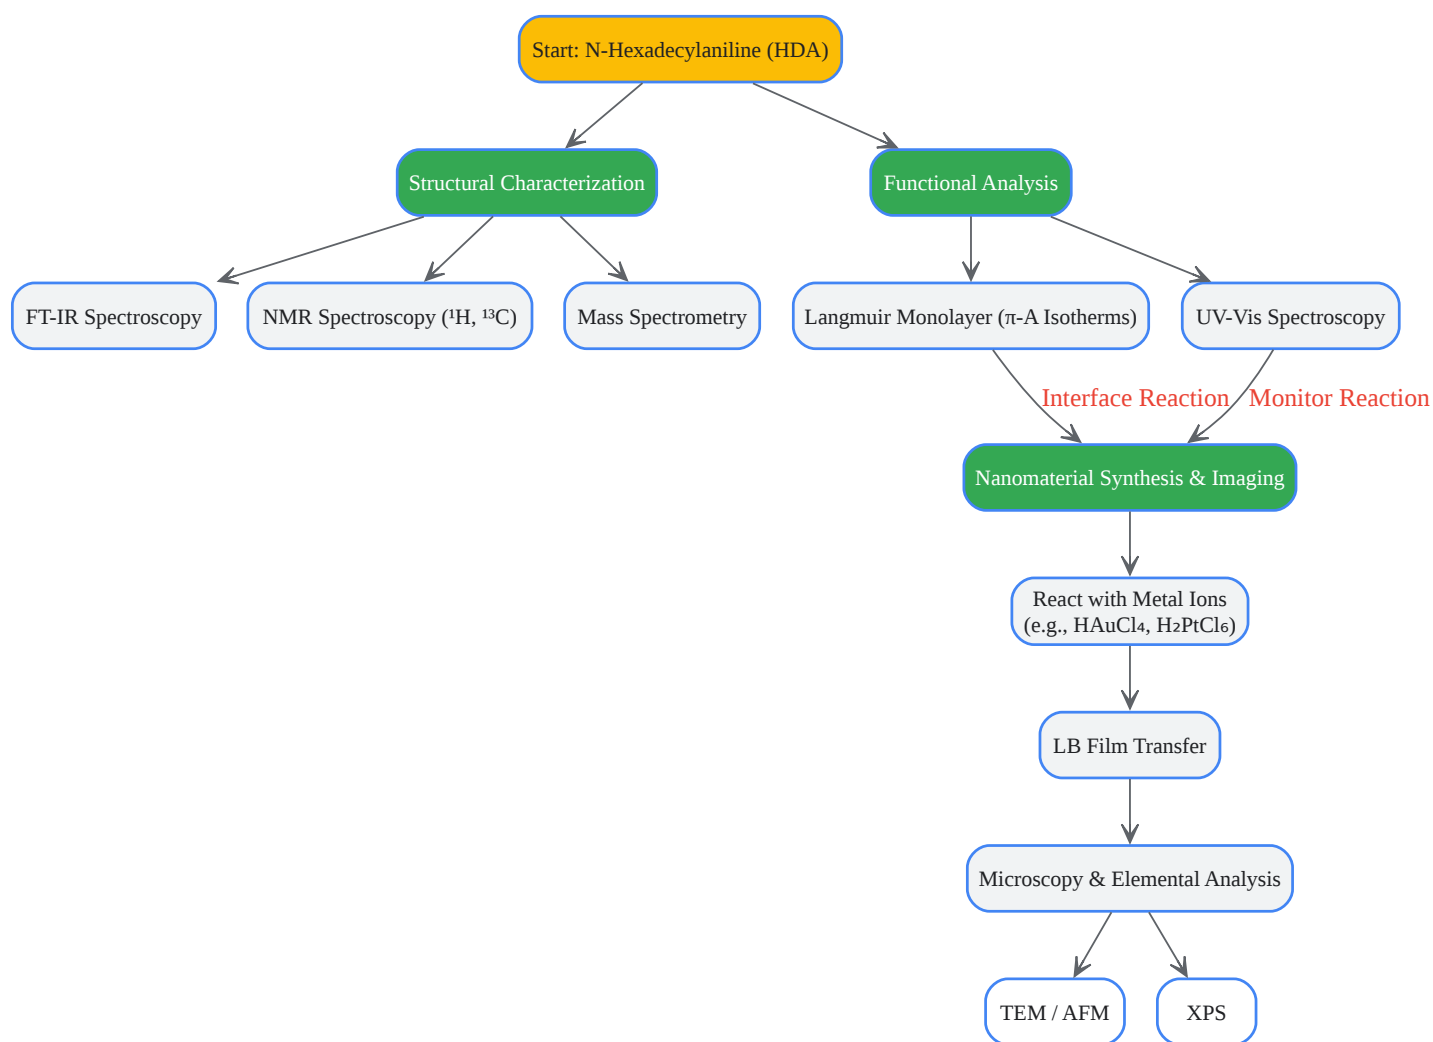 Start: N-Hexadecylaniline (HDA)
Structural Characterization
Functional Analysis
FT-IR Spectroscopy
NMR Spectroscopy (¹H, ¹³C)
Mass Spectrometry
Langmuir Monolayer (π-A Isotherms)
UV-Vis Spectroscopy
Interface Reaction
Monitor Reaction
Nanomaterial Synthesis & Imaging
React with Metal Ions
(e.g., HAuCl₄, H₂PtCl₆)
LB Film Transfer
Microscopy & Elemental Analysis
TEM / AFM
XPS